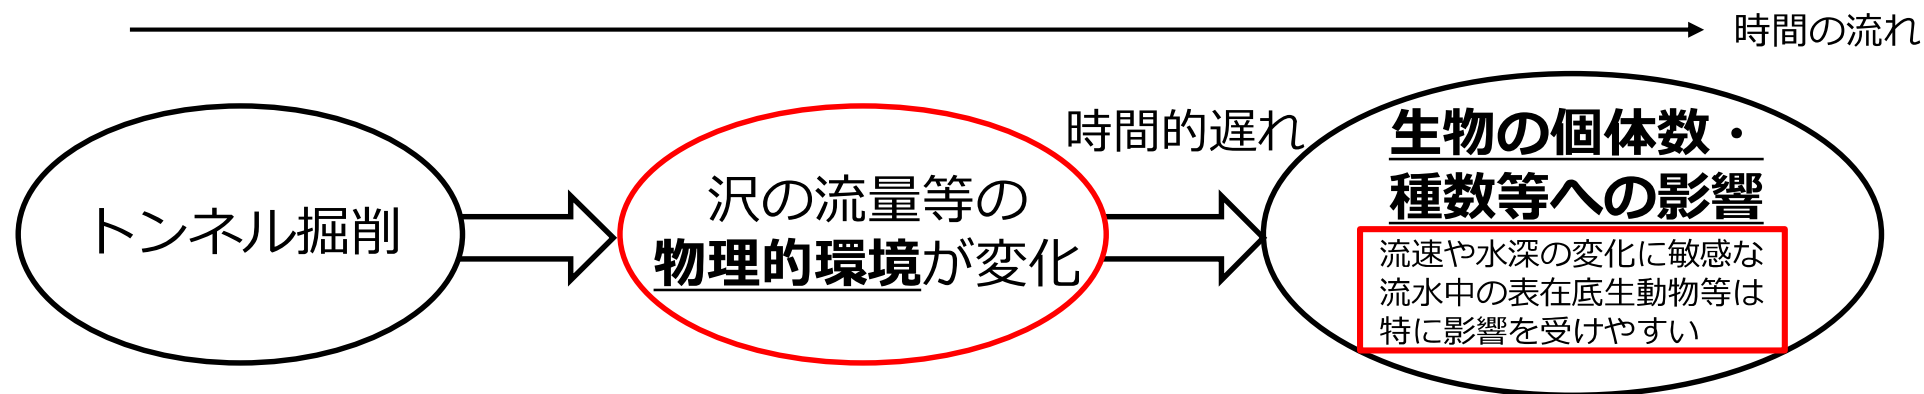 時間の流れ
トンネル掘削
沢の流量等の
物理的環境が変化
時間的遅れ
生物の個体数・
種数等への影響
流速や水深の変化に敏感な
流水中の表在底生動物等は
特に影響を受けやすい